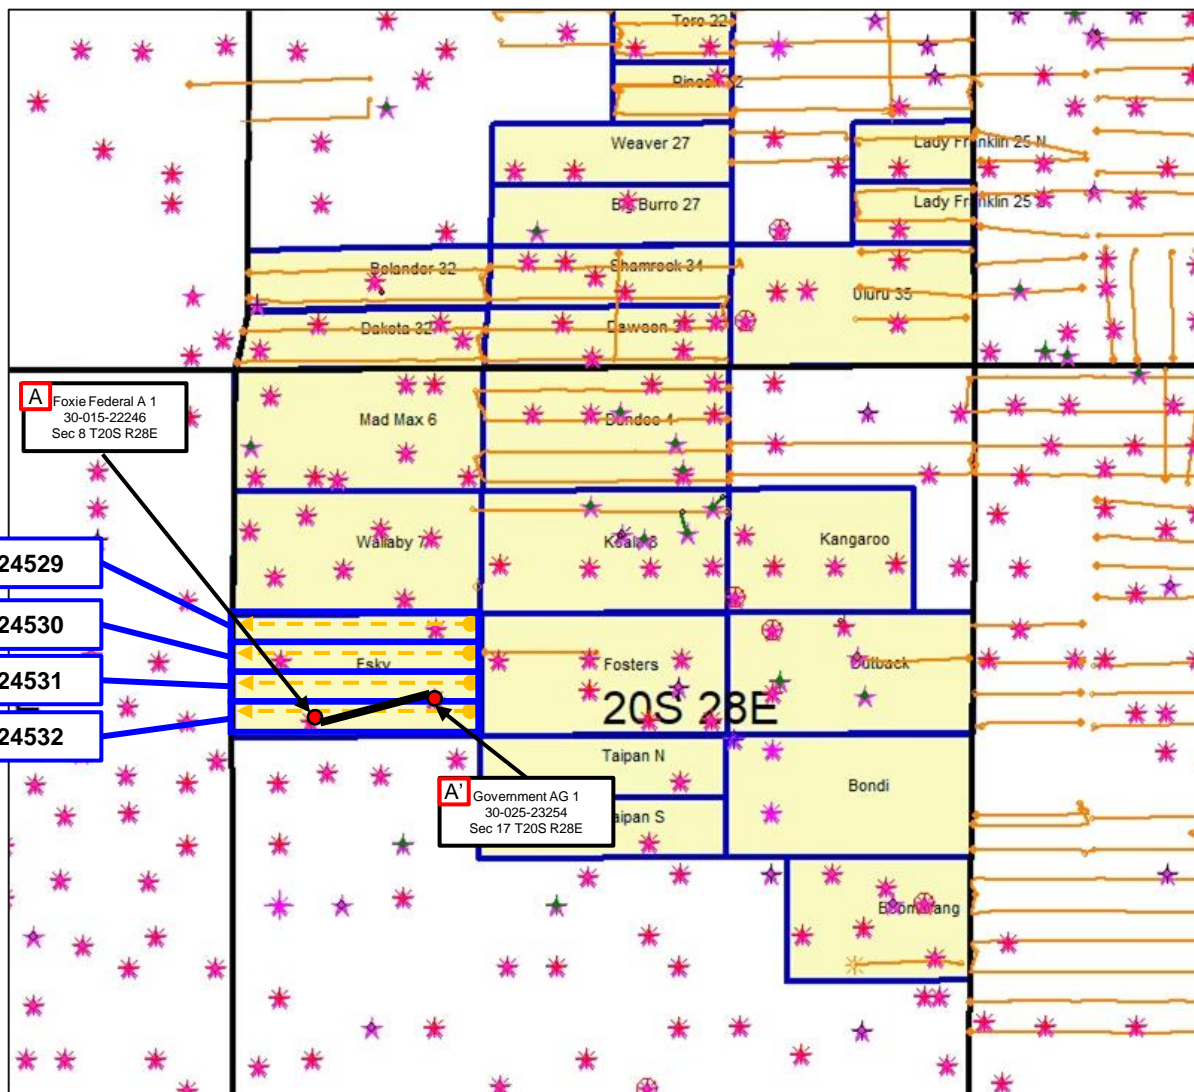 Toro 22
Weaver 27
Lady Franklin 25 N
Big Burro 27
Lady Franklin 25
Bolander 32
Shamrock 34
Uluru 35
Dakota 32
Dawson
A
Foxie Federal A 1
30-015-22246
Sec 8 T20S R28E
Mad Max 6
Dundee 4
Wallaby 7
Koala 8
Kangaroo
24529
24530
24531
24532
Esky
Fosters
Outback
20S 28E
Taipan N
Bondi
A'
Government AG 1
30-025-23254
Sec 17 T20S R28E
aipan S
Boomerang